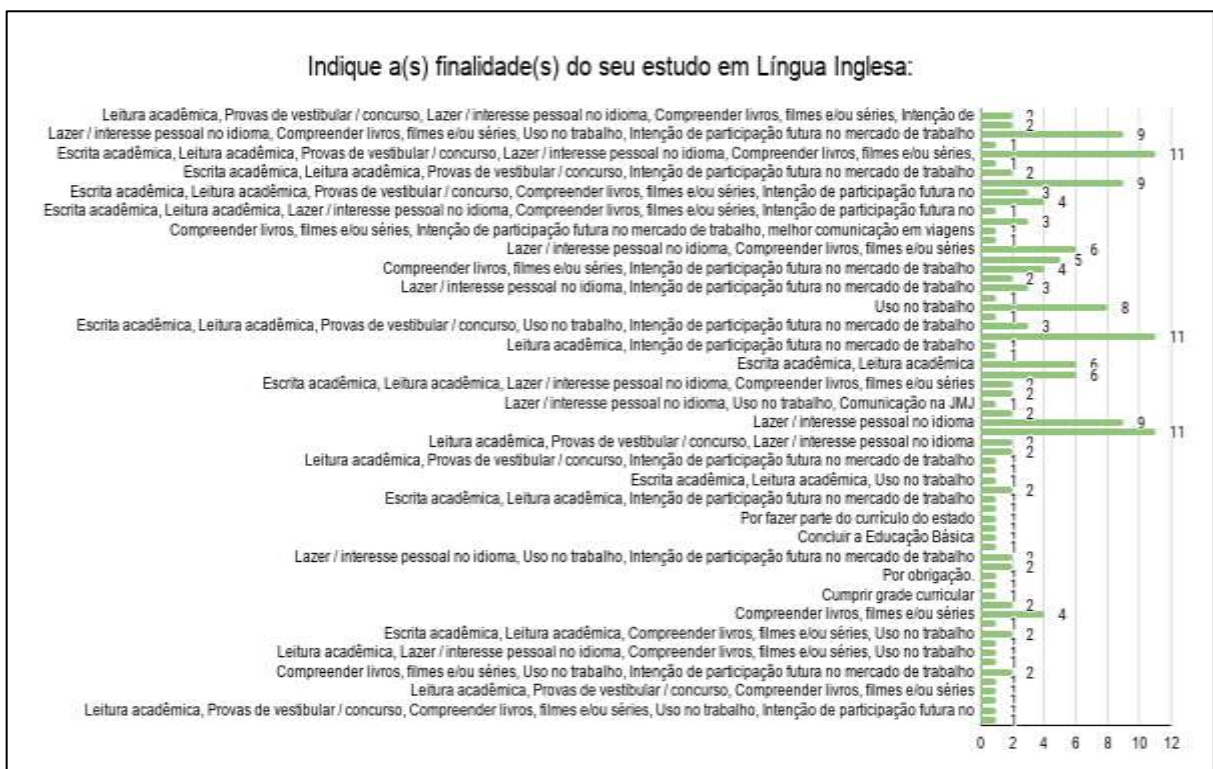 Indique a(s) finalidade(s) do seu estudo em Língua Inglesa:
Leitura acadêmica, Provas de vestibular / concurso, Lazer / interesse pessoal no idioma, Compreender livros, filmes e/ou séries, Intenção de
2
2
Lazer / interesse pessoal no idioma, Compreender livros, filmes e/ou séries, Uso no trabalho, Intenção de participação futura no mercado de trabalho
9
1
Escrita acadêmica, Leitura acadêmica, Provas de vestibular / concurso, Lazer / interesse pessoal no idioma, Compreender livros, filmes e/ou séries,
11
1
Escrita acadêmica, Leitura acadêmica, Provas de vestibular / concurso, Intenção de participação futura no mercado de trabalho
2
9
Escrita acadêmica, Leitura acadêmica, Provas de vestibular / concurso, Compreender livros, filmes e/ou séries, Intenção de participação futura no
3
4
Escrita acadêmica, Leitura acadêmica, Lazer / interesse pessoal no idioma, Compreender livros, filmes e/ou séries, Intenção de participação futura no
1
3
Compreender livros, filmes e/ou séries, Intenção de participação futura no mercado de trabalho, melhor comunicação em viagens
1
1
Lazer / interesse pessoal no idioma, Compreender livros, filmes e/ou séries
6
5
Compreender livros, filmes e/ou séries, Intenção de participação futura no mercado de trabalho
4
2
Lazer / interesse pessoal no idioma, Intenção de participação futura no mercado de trabalho
3
1
Uso no trabalho
8
1
Escrita acadêmica, Leitura acadêmica, Provas de vestibular / concurso, Uso no trabalho, Intenção de participação futura no mercado de trabalho
3
11
Leitura acadêmica, Intenção de participação futura no mercado de trabalho
1
1
Escrita acadêmica, Leitura acadêmica
6
6
Escrita acadêmica, Leitura acadêmica, Lazer / interesse pessoal no idioma, Compreender livros, filmes e/ou séries
2
2
Lazer / interesse pessoal no idioma, Uso no trabalho, Comunicação na JMJ
1
2
Lazer / interesse pessoal no idioma
9
11
Leitura acadêmica, Provas de vestibular / concurso, Lazer / interesse pessoal no idioma
2
2
Leitura acadêmica, Provas de vestibular / concurso, Intenção de participação futura no mercado de trabalho
1
1
Escrita acadêmica, Leitura acadêmica, Uso no trabalho
1
2
Escrita acadêmica, Leitura acadêmica, Intenção de participação futura no mercado de trabalho
1
1
Por fazer parte do currículo do estado
1
1
Concluir a Educação Básica
1
1
Lazer / interesse pessoal no idioma, Uso no trabalho, Intenção de participação futura no mercado de trabalho
2
2
Por obrigação.
1
1
Cumprir grade curricular
1
2
Compreender livros, filmes e/ou séries
4
1
Escrita acadêmica, Leitura acadêmica, Compreender livros, filmes e/ou séries, Uso no trabalho
2
1
Leitura acadêmica, Lazer / interesse pessoal no idioma, Compreender livros, filmes e/ou séries
1
1
Compreender livros, filmes e/ou séries, Uso no trabalho, Intenção de participação futura no mercado de trabalho
2
1
Leitura acadêmica, Provas de vestibular / concurso, Compreender livros, filmes e/ou séries
1
1
Leitura acadêmica, Provas de vestibular / concurso, Compreender livros, filmes e/ou séries, Uso no trabalho, Intenção de participação futura no
1
1
0 2 4 6 8 10 12